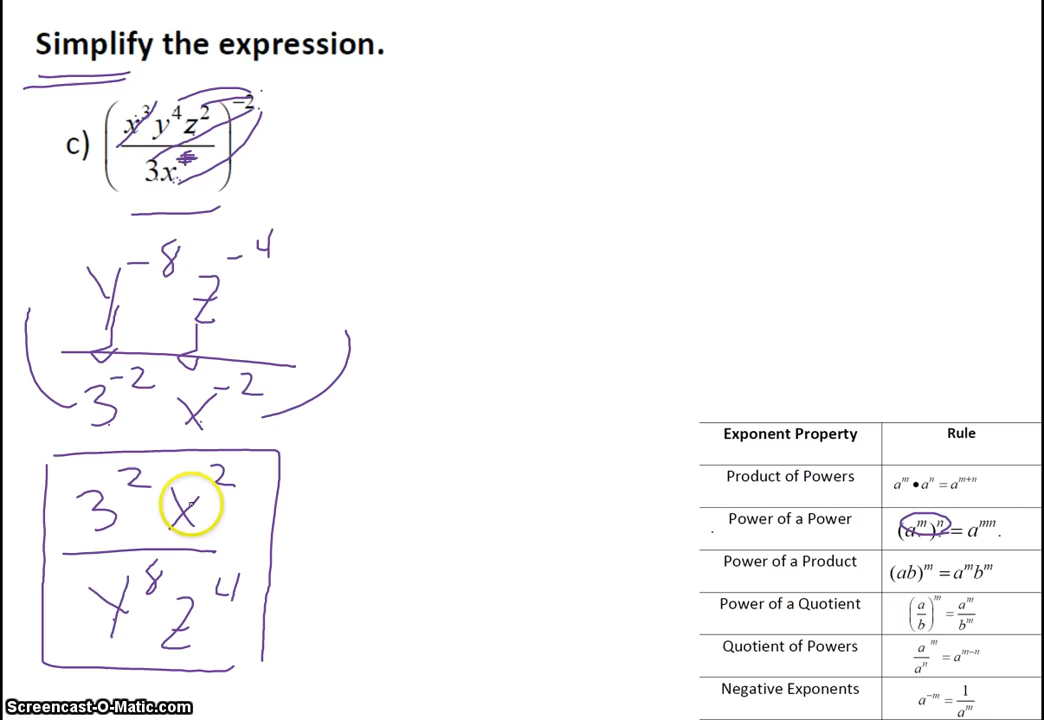 Simplify the expression.
c) (x³y⁴z² / 3x)⁻²
y⁻⁸ z⁻⁴
3⁻² x⁻²
3² x²
y⁸ z⁴
Exponent Property Rule
Product of Powers aᵐ • aⁿ = aᵐ⁺ⁿ
Power of a Power (aᵐ)ⁿ = aᵐⁿ.
Power of a Product (ab)ᵐ = aᵐbᵐ
Power of a Quotient (a/b)ᵐ = aᵐ/bᵐ
Quotient of Powers aᵐ/aⁿ = aᵐ⁻ⁿ
Negative Exponents a⁻ᵐ = 1/aᵐ
Screencast-O-Matic.com